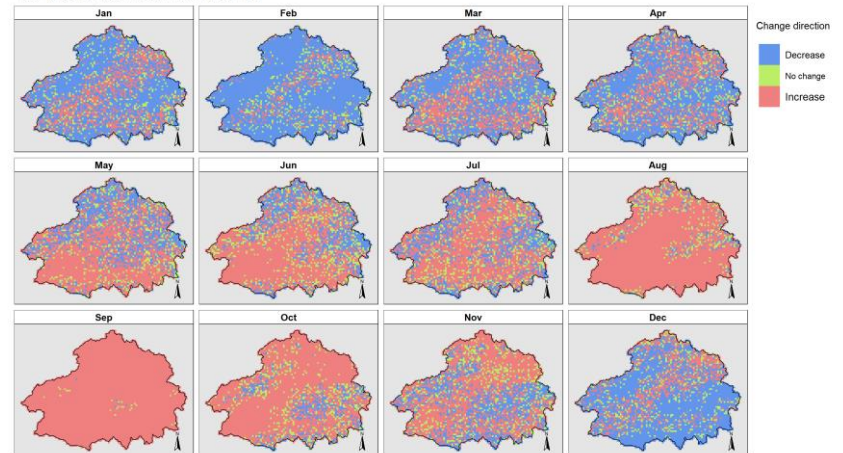 Jan
Feb
Mar
Apr
Change direction
Decrease
No change
Increase
May
Jun
Jul
Aug
Sep
Oct
Nov
Dec